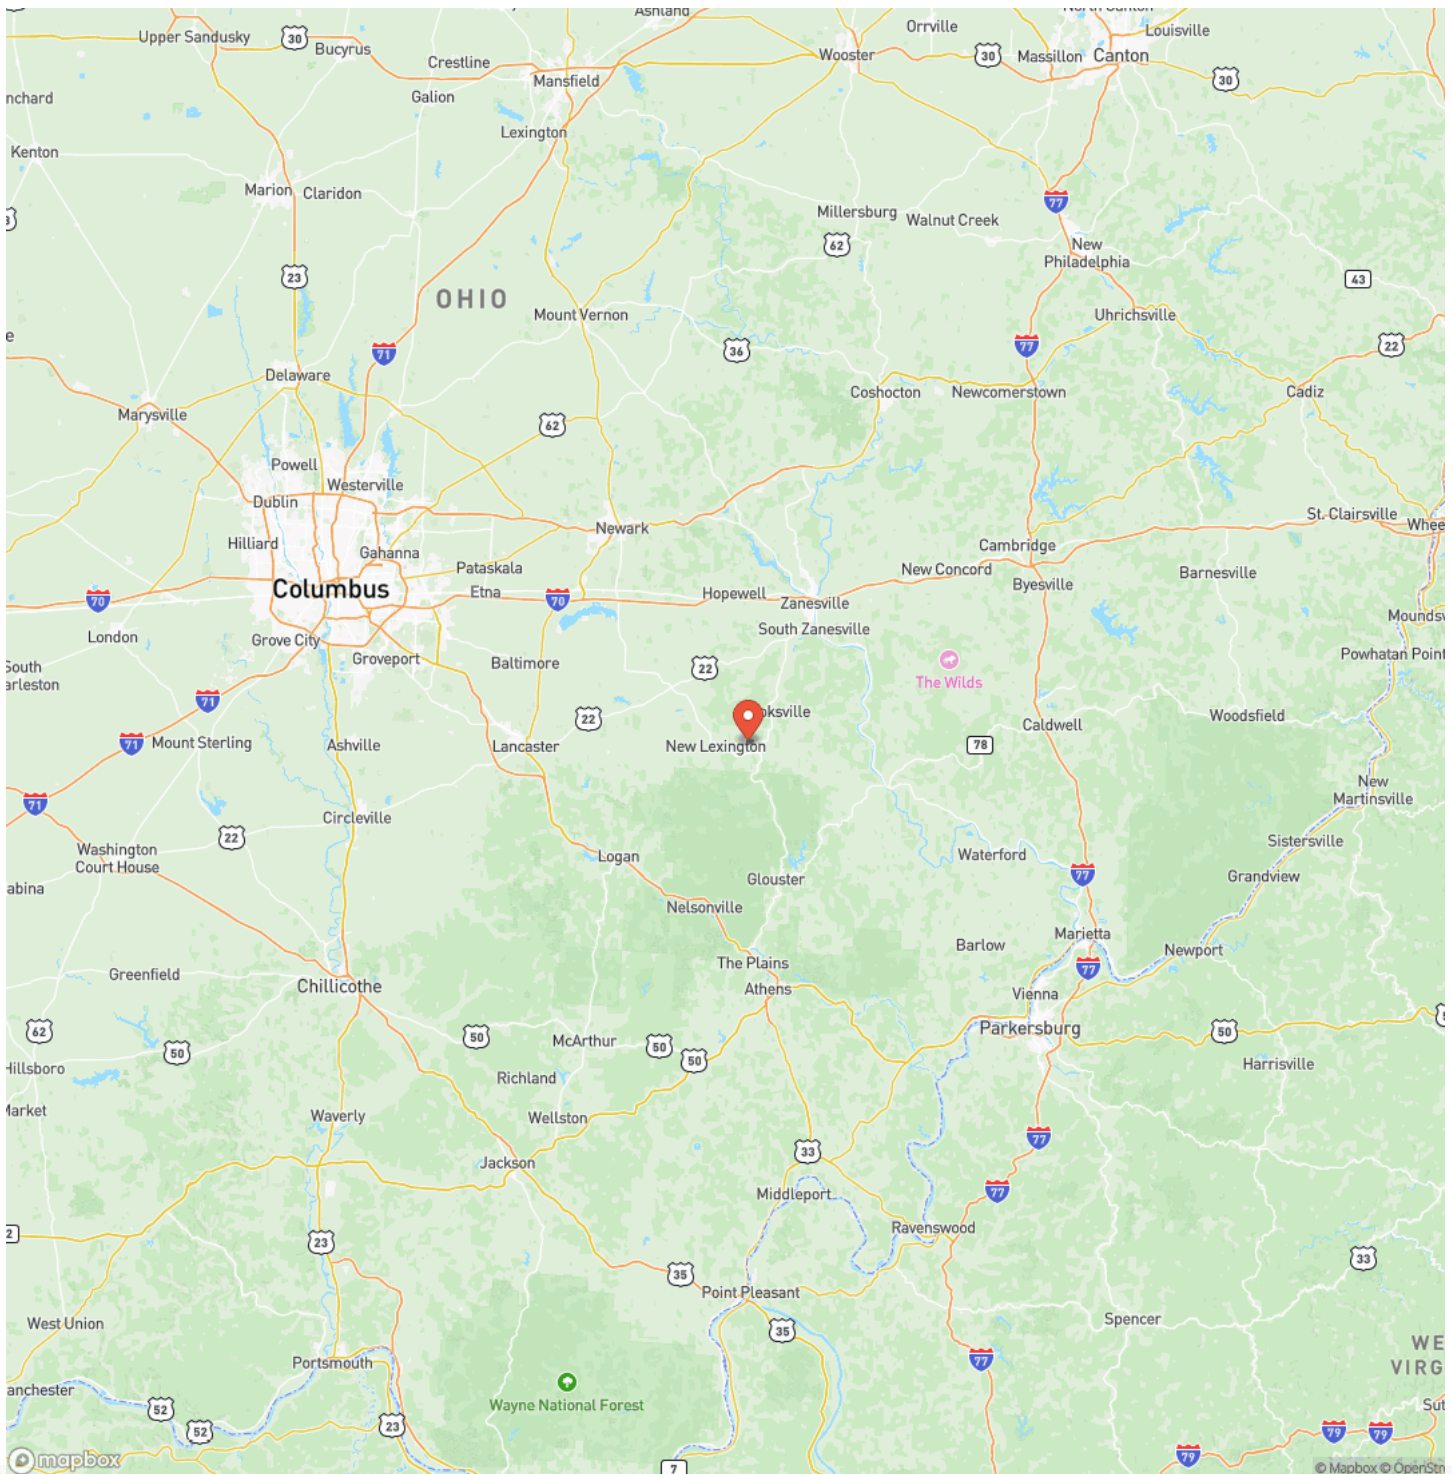 Ashland
North Canton
Upper Sandusky
30
Bucyrus
Orrville
Louisville
Crestline
Wooster
30
Massillon
Canton
Mansfield
30
nchard
Galion
Lexington
Kenton
Marion
Claridon
77
Millersburg
Walnut Creek
62
New
Philadelphia
23
43
OHIO
Mount Vernon
Uhrichsville
71
36
77
22
Delaware
Coshocton
Newcomerstown
Cadiz
Marysville
62
Powell
Westerville
Dublin
St. Clairsville
Whee
Newark
Hilliard
Gahanna
Cambridge
Pataskala
New Concord
Barnesville
Columbus
Etna
Hopewell
Byesville
70
70
Zanesville
Moundsv
London
Grove City
South Zanesville
Groveport
Baltimore
22
The Wilds
Powhatan Point
South
arleston
71
22
oksville
Caldwell
Woodsfield
71
Mount Sterling
Ashville
Lancaster
New Lexington
78
71
New
Martinsville
Circleville
22
Washington
Court House
Logan
Waterford
Sistersville
abina
Glouster
77
Grandview
Nelsonville
Marietta
Barlow
Newport
The Plains
77
Greenfield
Chillicothe
Athens
Vienna
62
50
50
McArthur
50
50
Parkersburg
50
Hillsboro
Richland
Harrisville
Market
Waverly
Wellston
77
33
Jackson
77
Middleport
2
23
Ravenswood
33
35
Point Pleasant
West Union
35
Spencer
77
WE
VIRG
Portsmouth
anchester
52
52
23
Wayne National Forest
Sut
79
79
79
7
mapbox
© Mapbox © OpenStre